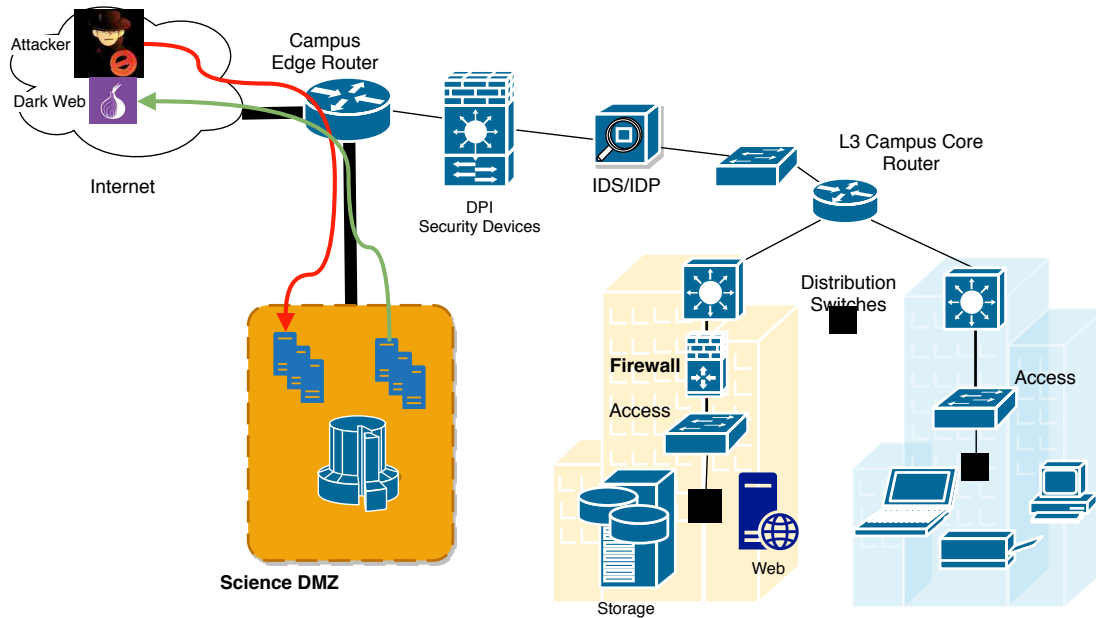 Attacker
Dark Web
Internet
Campus
Edge Router
DPI
Security Devices
IDS/IDP
L3 Campus Core
Router
Distribution
Switches
Firewall
Access
Access
Science DMZ
Storage
Web